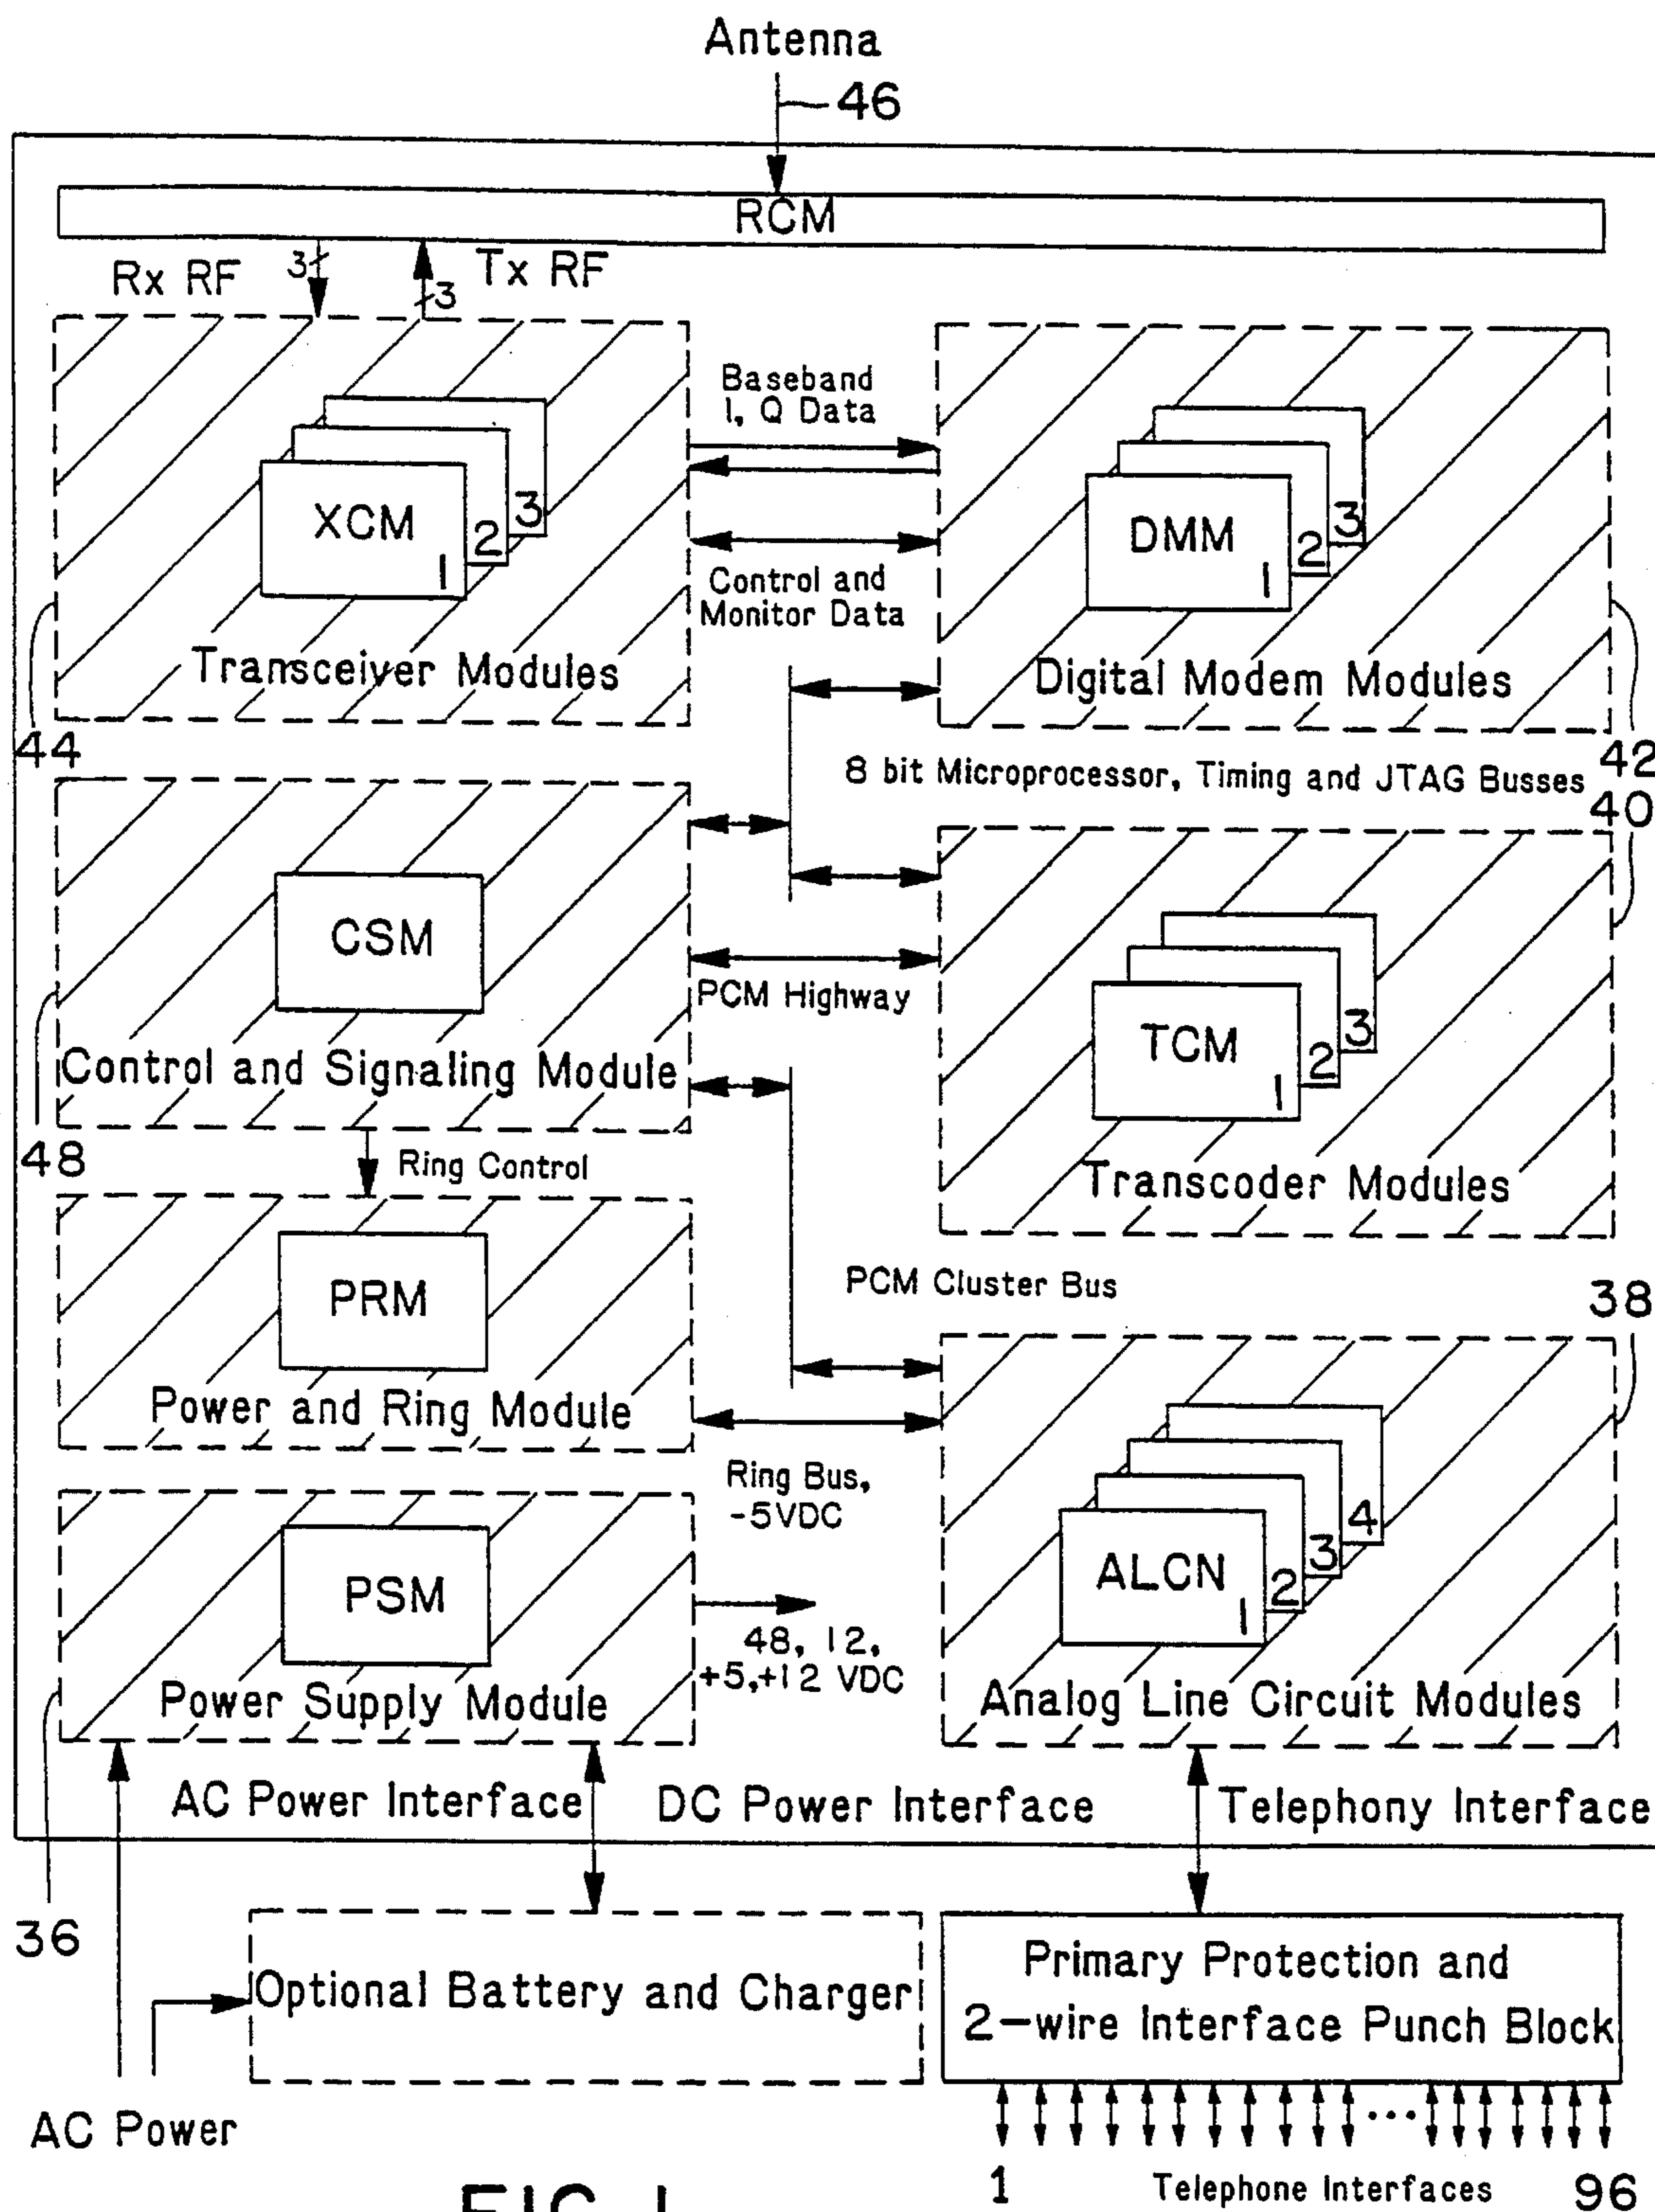 Antenna
46
RCM
Rx RF
3
Tx RF
3
Baseband
I, Q Data
XCM
1
2
3
DMM
1
2
3
Control and
Monitor Data
Transceiver Modules
Digital Modem Modules
44
42
8 bit Microprocessor, Timing and JTAG Busses
40
CSM
PCM Highway
TCM
1
2
3
Control and Signaling Module
48
Ring Control
Transcoder Modules
PRM
PCM Cluster Bus
38
Power and Ring Module
Ring Bus,
-5VDC
PSM
ALCN
1
2
3
4
48, 12,
+5,+12 VDC
Power Supply Module
Analog Line Circuit Modules
AC Power Interface
DC Power Interface
Telephony Interface
36
Optional Battery and Charger
Primary Protection and
2-wire Interface Punch Block
AC Power
...
1
Telephone Interfaces
96
FIG. 1